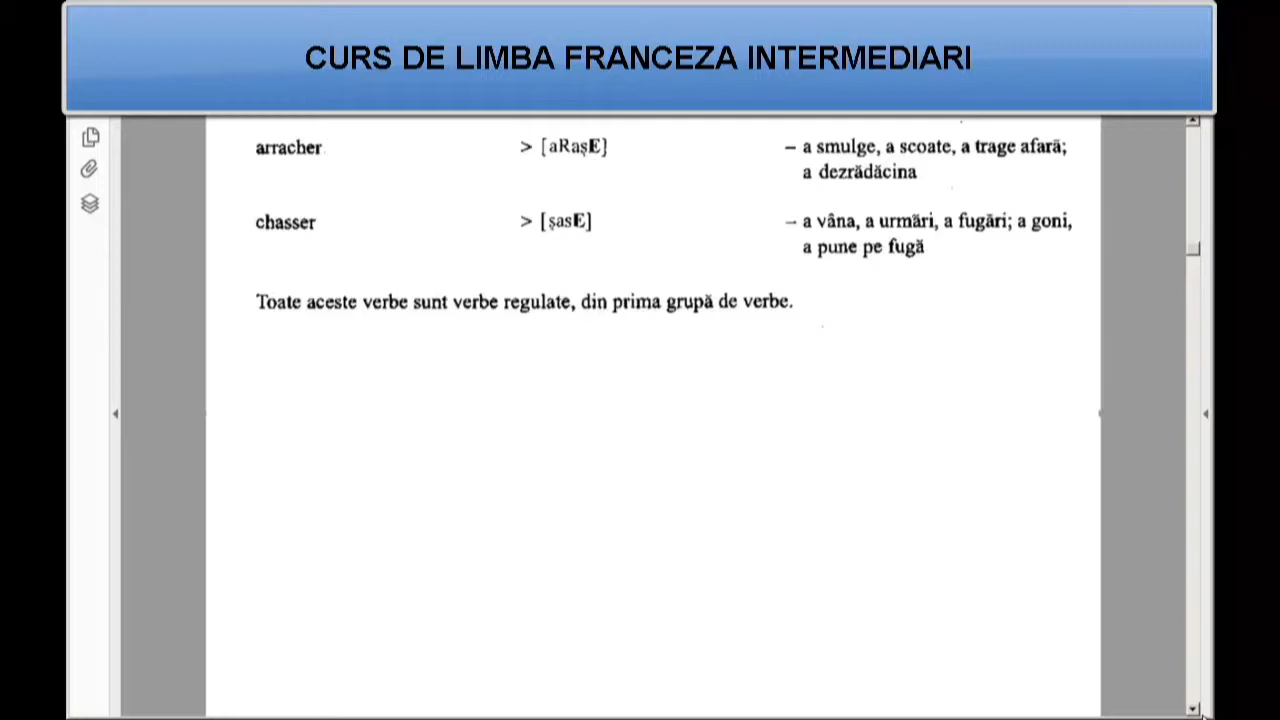 CURS DE LIMBA FRANCEZA INTERMEDIARI
arracher > [aRaşE} – a smulge, a scoate, a trage afară;
a dezrădăcina
chasser > [şasE] – a vâna, a urmări, a fugări; a goni,
a pune pe fugă
Toate aceste verbe sunt verbe regulate, din prima grupă de verbe.